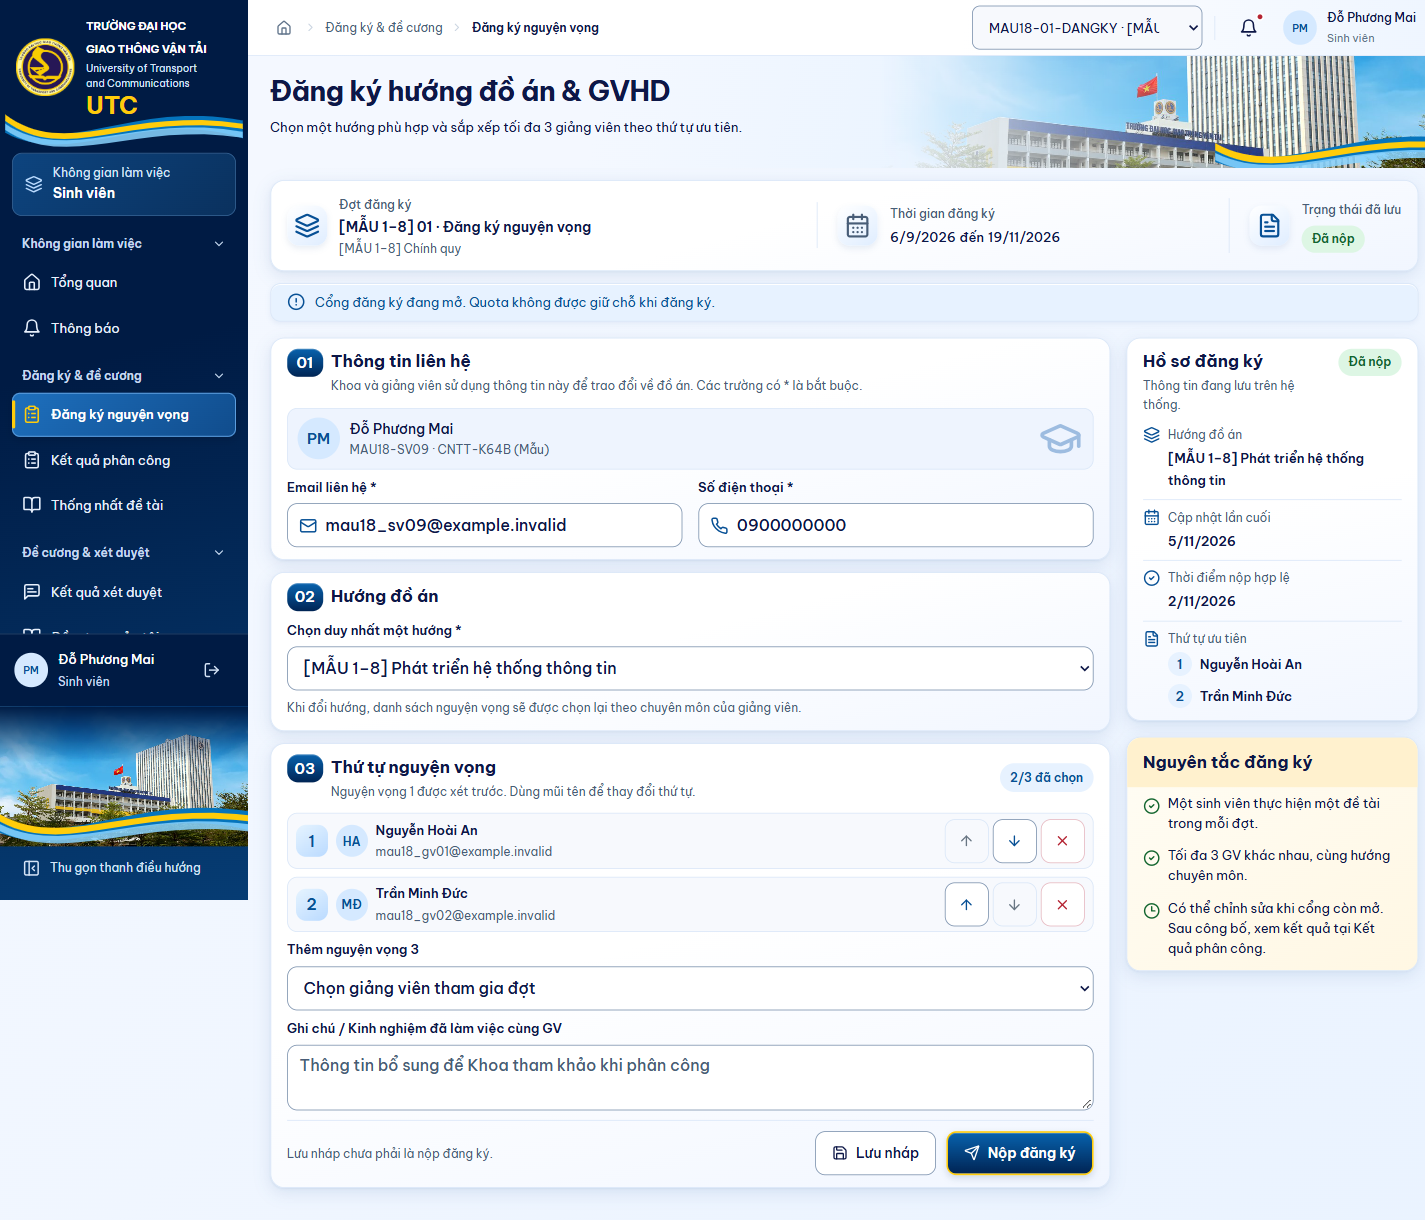 TRƯỜNG ĐẠI HỌC
GIAO THÔNG VẬN TẢI
University of Transport
and Communications
UTC
Không gian làm việc
Sinh viên
Không gian làm việc
Tổng quan
Thông báo
Đăng ký & đề cương
Đăng ký nguyện vọng
Kết quả phân công
Thống nhất đề tài
Đề cương & xét duyệt
Kết quả xét duyệt
PM
Đỗ Phương Mai
Sinh viên
Thu gọn thanh điều hướng
Đăng ký & đề cương
Đăng ký nguyện vọng
MAU18-01-DANGKY · [MẪU
PM
Đỗ Phương Mai
Sinh viên
Đăng ký hướng đồ án & GVHD
Chọn một hướng phù hợp và sắp xếp tối đa 3 giảng viên theo thứ tự ưu tiên.
Đợt đăng ký
[MẪU 1–8] 01 · Đăng ký nguyện vọng
[MẪU 1–8] Chính quy
Thời gian đăng ký
6/9/2026 đến 19/11/2026
Trạng thái đã lưu
Đã nộp
Cổng đăng ký đang mở. Quota không được giữ chỗ khi đăng ký.
01 Thông tin liên hệ
Khoa và giảng viên sử dụng thông tin này để trao đổi về đồ án. Các trường có * là bắt buộc.
PM
Đỗ Phương Mai
MAU18-SV09 · CNTT-K64B (Mẫu)
Email liên hệ *
mau18_sv09@example.invalid
Số điện thoại *
0900000000
02 Hướng đồ án
Chọn duy nhất một hướng *
[MẪU 1–8] Phát triển hệ thống thông tin
Khi đổi hướng, danh sách nguyện vọng sẽ được chọn lại theo chuyên môn của giảng viên.
03 Thứ tự nguyện vọng
Nguyện vọng 1 được xét trước. Dùng mũi tên để thay đổi thứ tự.
2/3 đã chọn
1 HA Nguyễn Hoài An
mau18_gv01@example.invalid
2 MĐ Trần Minh Đức
mau18_gv02@example.invalid
Thêm nguyện vọng 3
Chọn giảng viên tham gia đợt
Ghi chú / Kinh nghiệm đã làm việc cùng GV
Thông tin bổ sung để Khoa tham khảo khi phân công
Lưu nháp chưa phải là nộp đăng ký.
Lưu nháp
Nộp đăng ký
Hồ sơ đăng ký
Đã nộp
Thông tin đang lưu trên hệ
thống.
Hướng đồ án
[MẪU 1–8] Phát triển hệ thống
thông tin
Cập nhật lần cuối
5/11/2026
Thời điểm nộp hợp lệ
2/11/2026
Thứ tự ưu tiên
1 Nguyễn Hoài An
2 Trần Minh Đức
Nguyên tắc đăng ký
Một sinh viên thực hiện một đề tài
trong mỗi đợt.
Tối đa 3 GV khác nhau, cùng hướng
chuyên môn.
Có thể chỉnh sửa khi cổng còn mở.
Sau công bố, xem kết quả tại Kết
quả phân công.